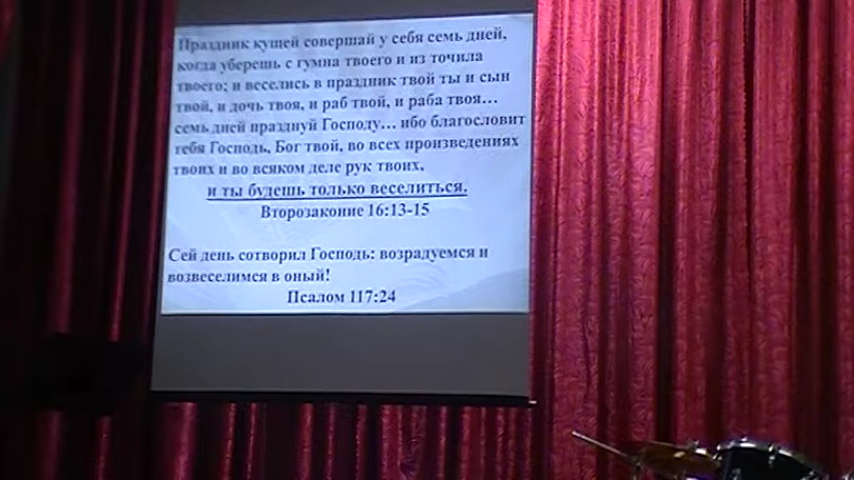 Праздник кущей совершай у себя семь дней,
когда уберешь с гумна твоего и из точила
твоего; и веселись в праздник твой ты и сын
твой, и дочь твоя, и раб твой, и раба твоя...
семь дней празднуй Господу... ибо благословит
тебя Господь, Бог твой, во всех произведениях
твоих и во всяком деле рук твоих,
и ты будешь только веселиться.
Второзаконие 16:13-15
Сей день сотворил Господь: возрадуемся и
возвеселимся в оный!
Псалом 117:24